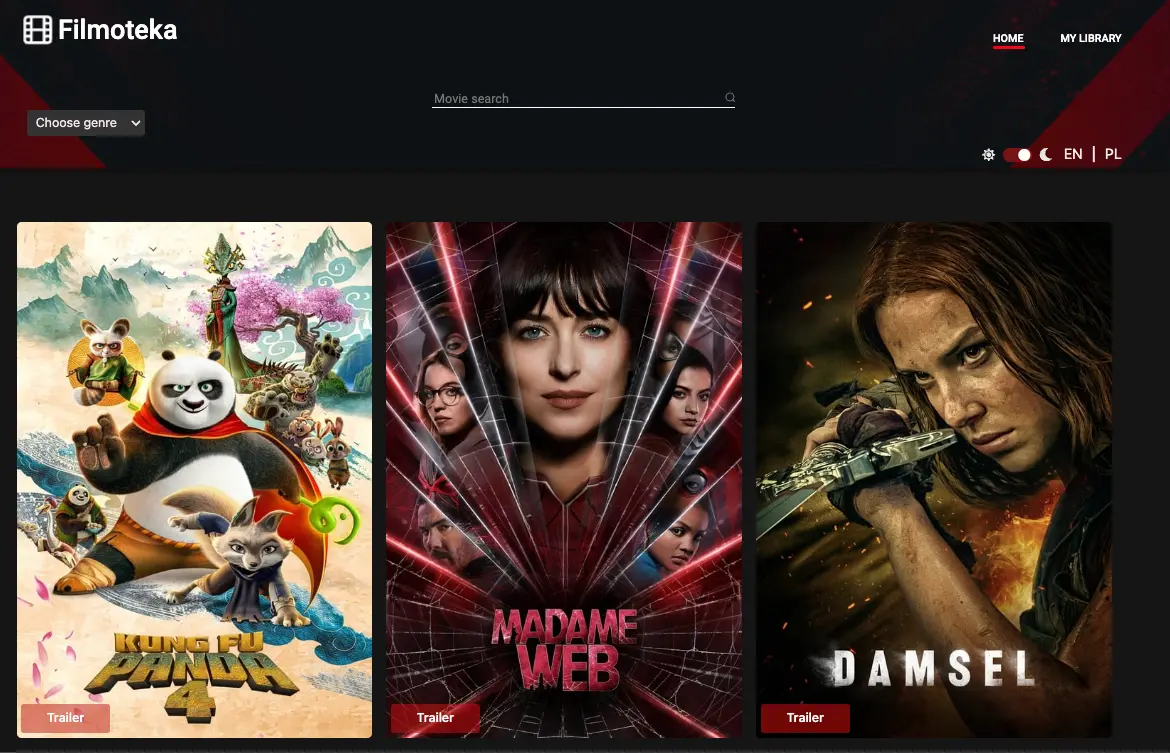 Filmoteka
HOME
MY LIBRARY
Movie search
Choose genre
EN | PL
KUNG FU
PANDA
4
MADAME
WEB
DAMSEL
Trailer
Trailer
Trailer